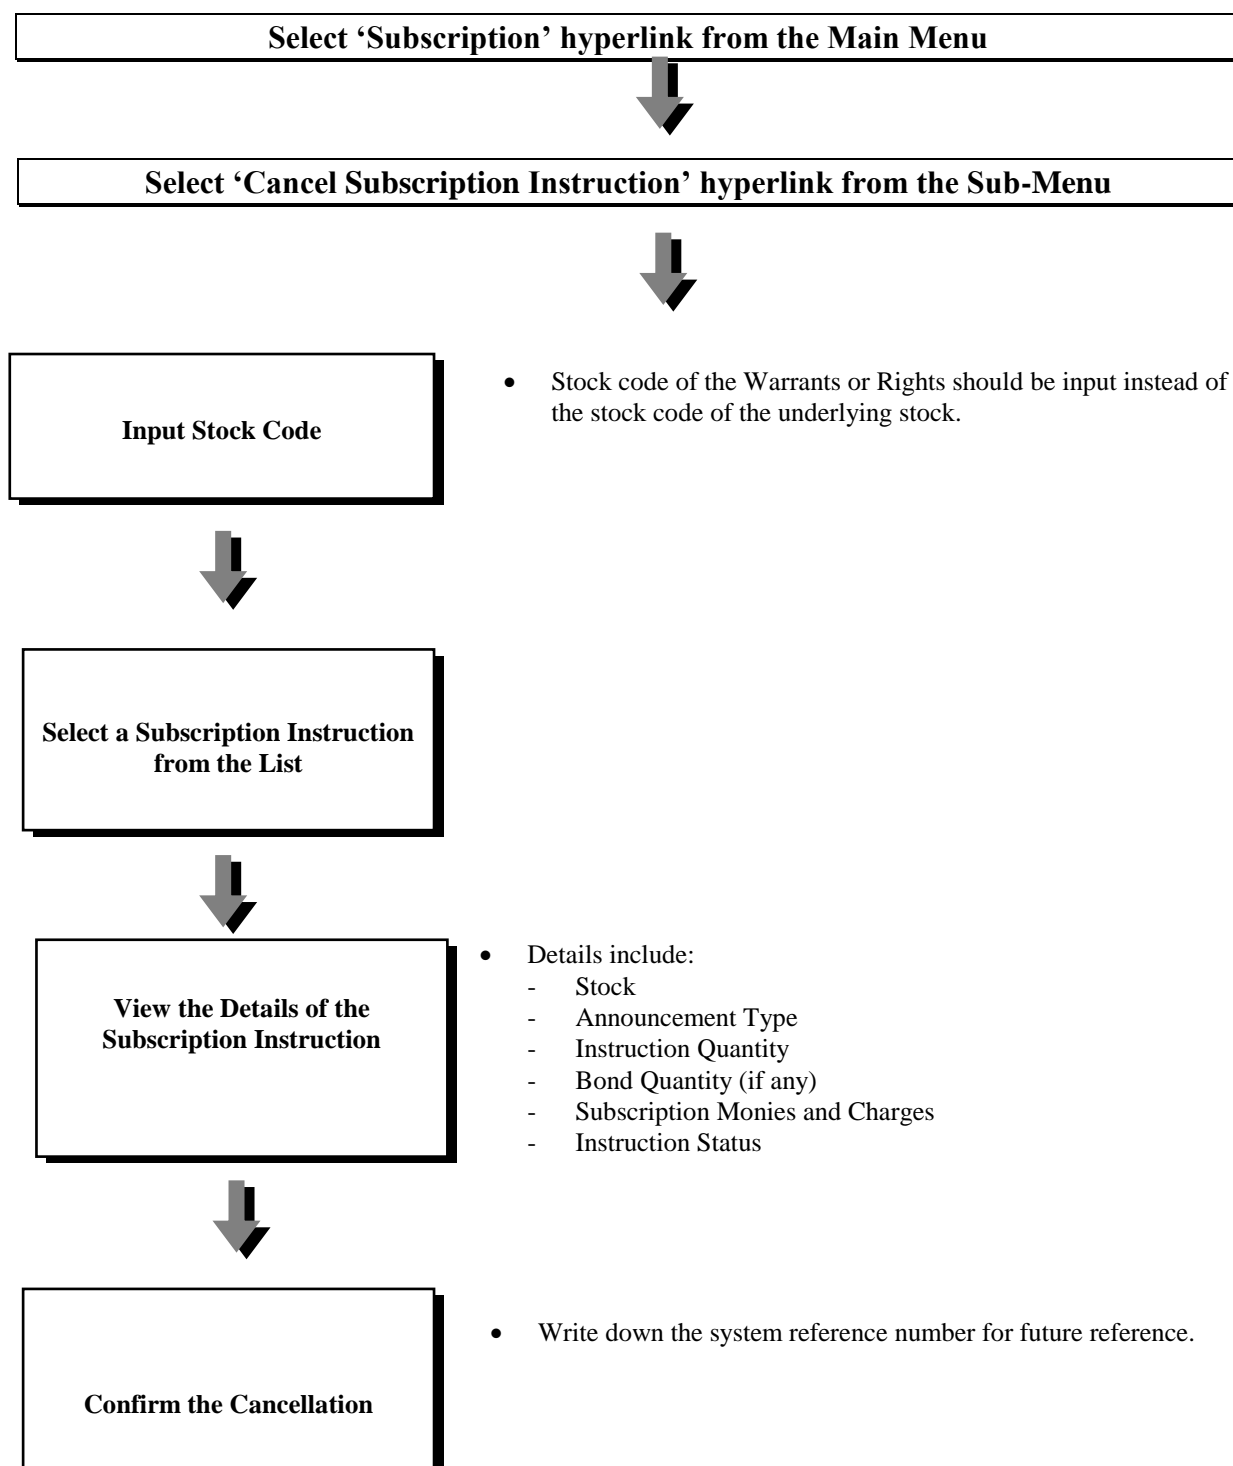 Select ‘Subscription’ hyperlink from the Main Menu
Select ‘Cancel Subscription Instruction’ hyperlink from the Sub-Menu
Input Stock Code
• Stock code of the Warrants or Rights should be input instead of
the stock code of the underlying stock.
Select a Subscription Instruction
from the List
View the Details of the
Subscription Instruction
• Details include:
- Stock
- Announcement Type
- Instruction Quantity
- Bond Quantity (if any)
- Subscription Monies and Charges
- Instruction Status
Confirm the Cancellation
• Write down the system reference number for future reference.